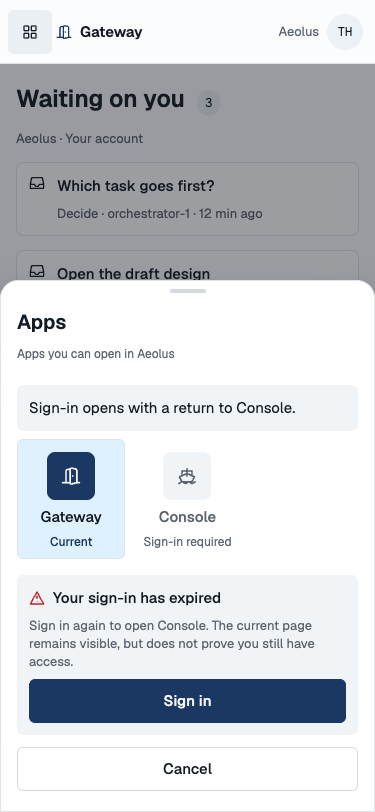 Gateway
Aeolus
TH
Waiting on you
3
Aeolus · Your account
Which task goes first?
Decide · orchestrator-1 · 12 min ago
Open the draft design
Apps
Apps you can open in Aeolus
Sign-in opens with a return to Console.
Gateway
Current
Console
Sign-in required
Your sign-in has expired
Sign in again to open Console. The current page
remains visible, but does not prove you still have
access.
Sign in
Cancel